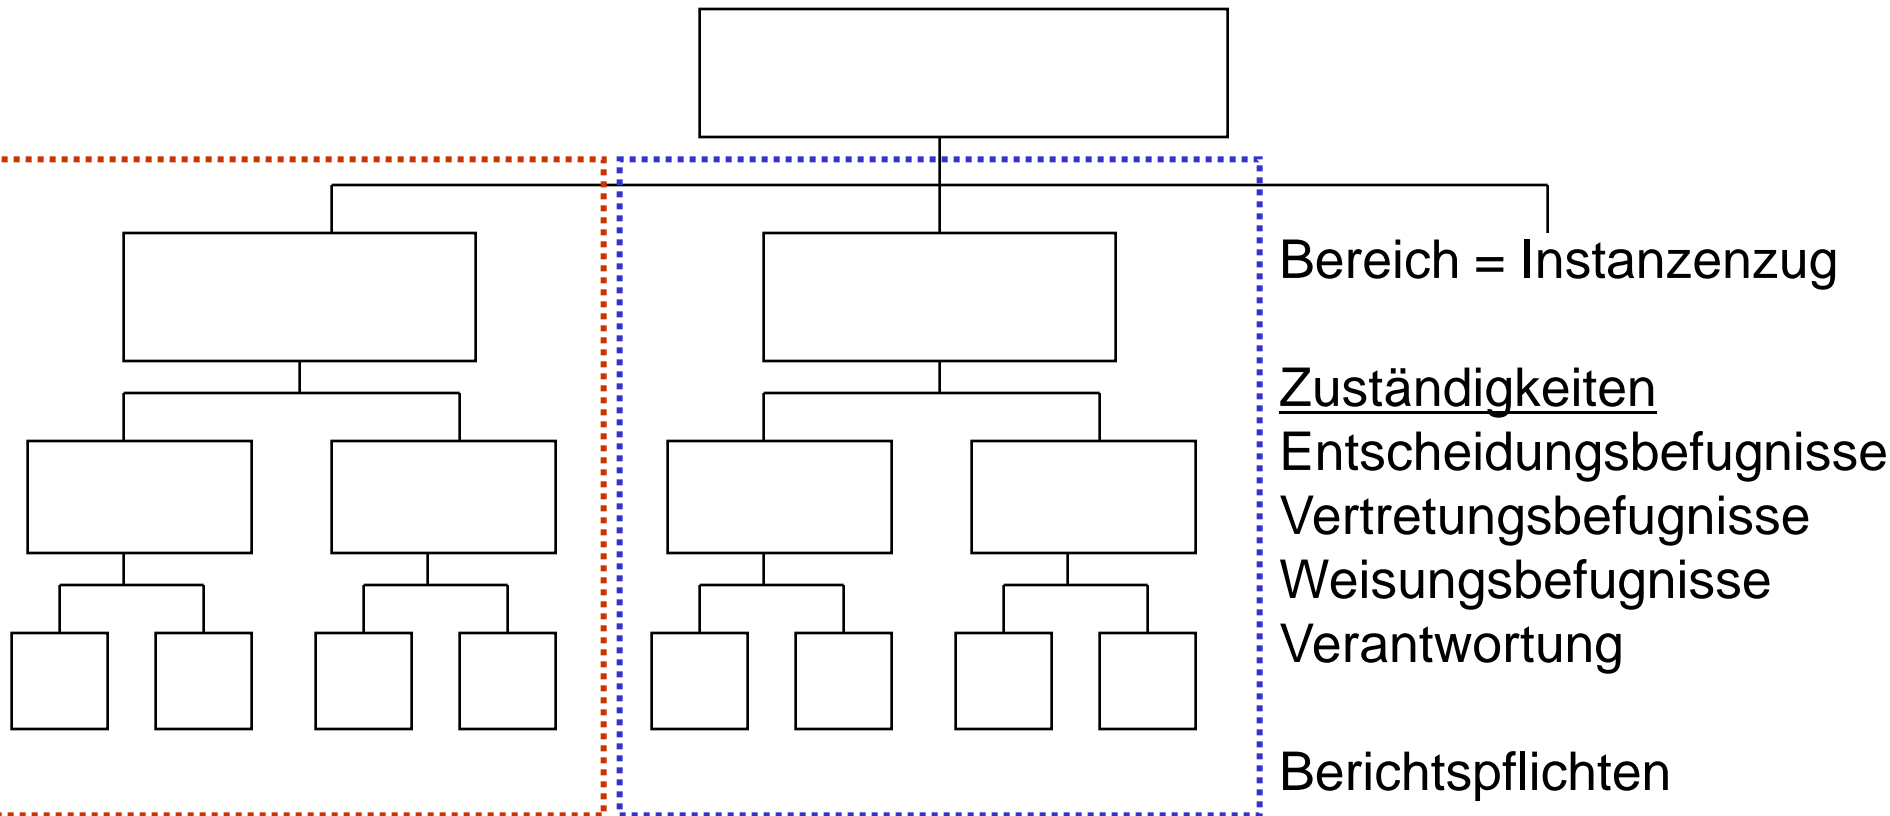 Bereich = Instanzenzug
Zuständigkeiten
Entscheidungsbefugnisse
Vertretungsbefugnisse
Weisungsbefugnisse
Verantwortung
Berichtspflichten